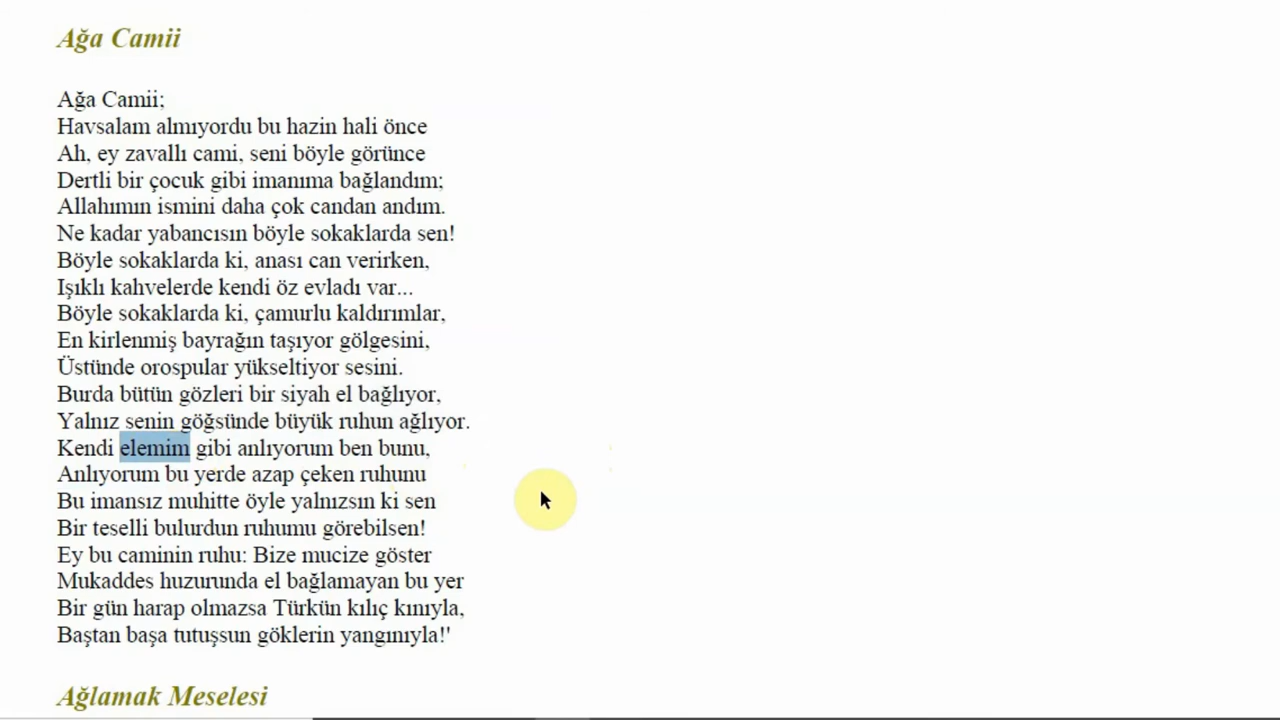 Ağa Camii
Ağa Camii;
Havsalam almıyordu bu hazin hali önce
Ah, ey zavallı cami, seni böyle görünce
Dertli bir çocuk gibi imanıma bağlandım;
Allahımın ismini daha çok candan andım.
Ne kadar yabancısın böyle sokaklarda sen!
Böyle sokaklarda ki, anası can verirken,
Işıklı kahvelerde kendi öz evladı var...
Böyle sokaklarda ki, çamurlu kaldırımlar,
En kirlenmiş bayrağın taşıyor gölgesini,
Üstünde orospular yükseltiyor sesini.
Burda bütün gözleri bir siyah el bağlıyor,
Yalnız senin göğsünde büyük ruhun ağlıyor.
Kendi elemim gibi anlıyorum ben bunu,
Anlıyorum bu yerde azap çeken ruhunu
Bu imansız muhitte öyle yalnızsın ki sen
Bir teselli bulurdun ruhumu görebilsen!
Ey bu caminin ruhu: Bize mucize göster
Mukaddes huzurunda el bağlamayan bu yer
Bir gün harap olmazsa Türkün kılıç kınıyla,
Baştan başa tutuşsun göklerin yangınıyla!'
Ağlamak Meselesi